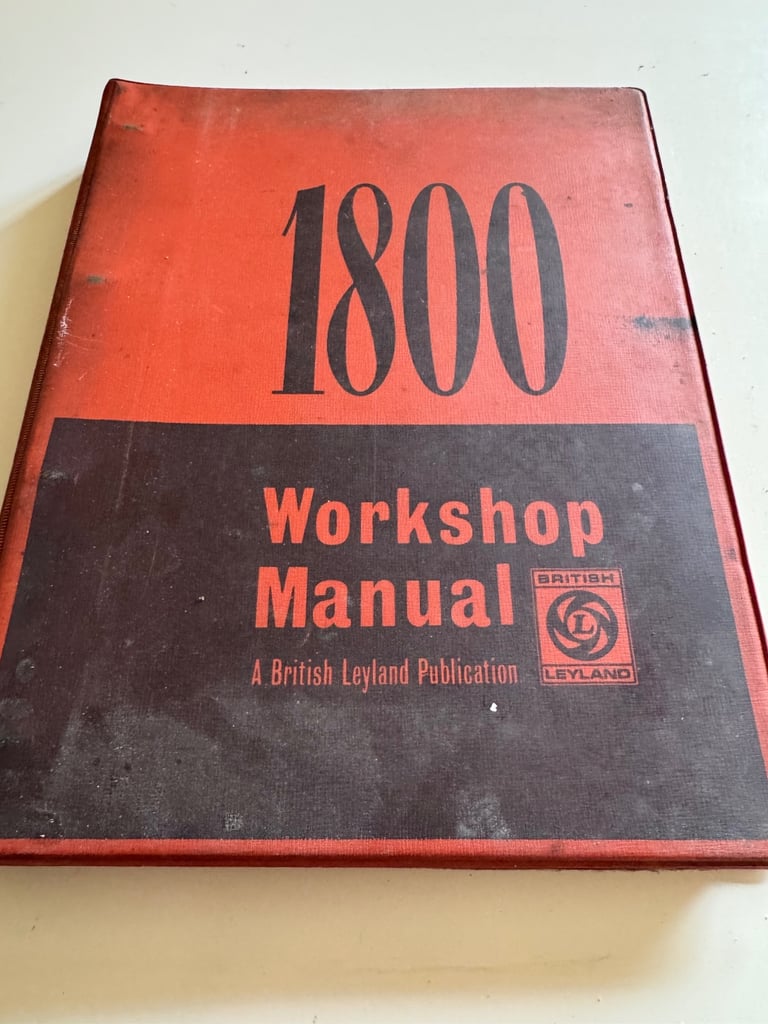 1800
Workshop
Manual
A British Leyland Publication
BRITISH
L
LEYLAND